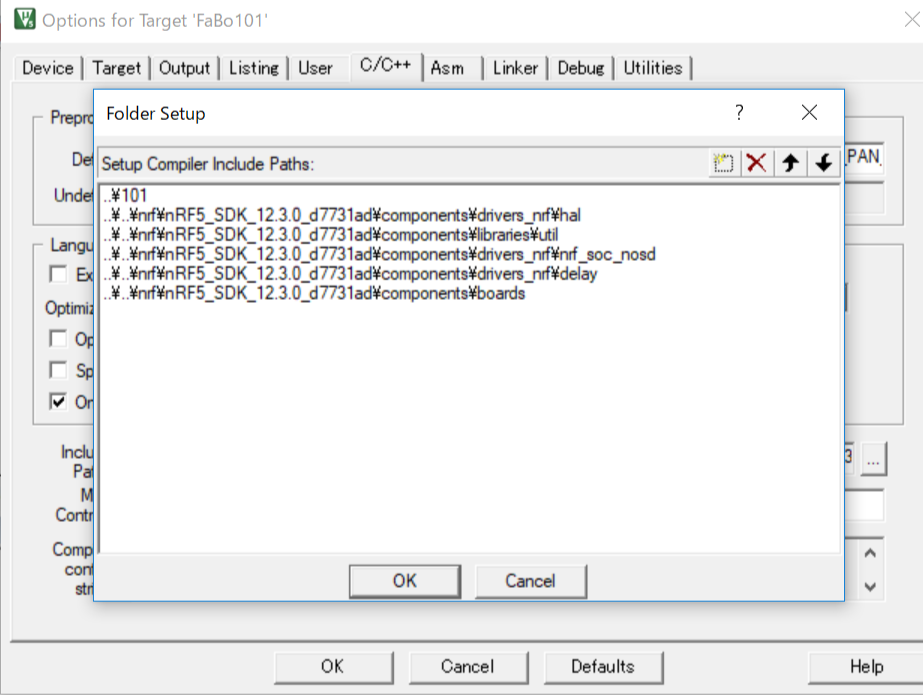 Options for Target 'FaBo101'
Device Target Output Listing User C/C++ Asm Linker Debug Utilities
Folder Setup
?
Setup Compiler Include Paths:
..¥101
..¥..¥nrf¥nRF5_SDK_12.3.0_d7731ad¥components¥drivers_nrf¥hal
..¥..¥nrf¥nRF5_SDK_12.3.0_d7731ad¥components¥libraries¥util
..¥..¥nrf¥nRF5_SDK_12.3.0_d7731ad¥components¥drivers_nrf¥nrf_soc_nosd
..¥..¥nrf¥nRF5_SDK_12.3.0_d7731ad¥components¥drivers_nrf¥delay
..¥..¥nrf¥nRF5_SDK_12.3.0_d7731ad¥components¥boards
OK Cancel
Prepro
Def
_PAN_
Unde
Langu
Ex
Optimiz
Op
Sp
On
Inclu
Pat
3 ...
M
Contr
Comp
cont
str
OK Cancel Defaults Help